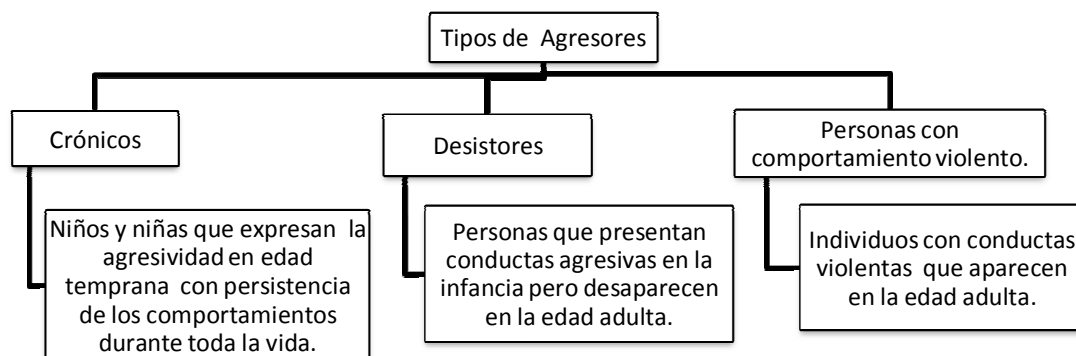 Tipos de Agresores
Crónicos
Desistores
Personas con
comportamiento violento.
Niños y niñas que expresan la
agresividad en edad
temprana con persistencia
de los comportamientos
durante toda la vida.
Personas que presentan
conductas agresivas en la
infancia pero desaparecen
en la edad adulta.
Individuos con conductas
violentas que aparecen
en la edad adulta.